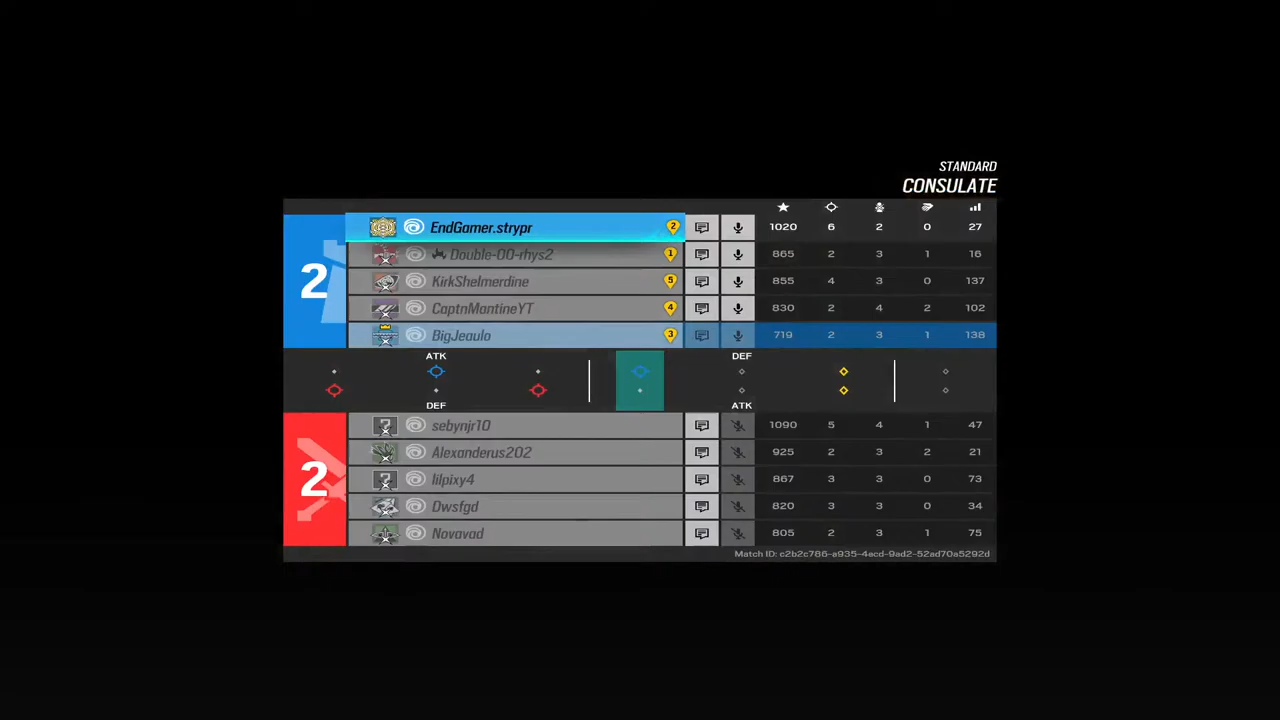 STANDARD
CONSULATE
EndGamer.strypr 2 1020 6 2 0 27
Double-OO-rhys2 1 865 2 3 1 16
KirkShelmerdine 5 855 4 3 0 137
CaptnMantineYT 4 830 2 4 2 102
BigJeaulo 3 719 2 3 1 138
2
ATK DEF
DEF ATK
sebynjr10 1090 5 4 1 47
Alexanderus202 925 2 3 2 21
lilpixy4 867 3 3 0 73
Dwsfgd 820 3 3 0 34
Novavad 805 2 3 1 75
2
Match ID: c2b2c786-a935-4acd-9ad2-52ad70a5292d